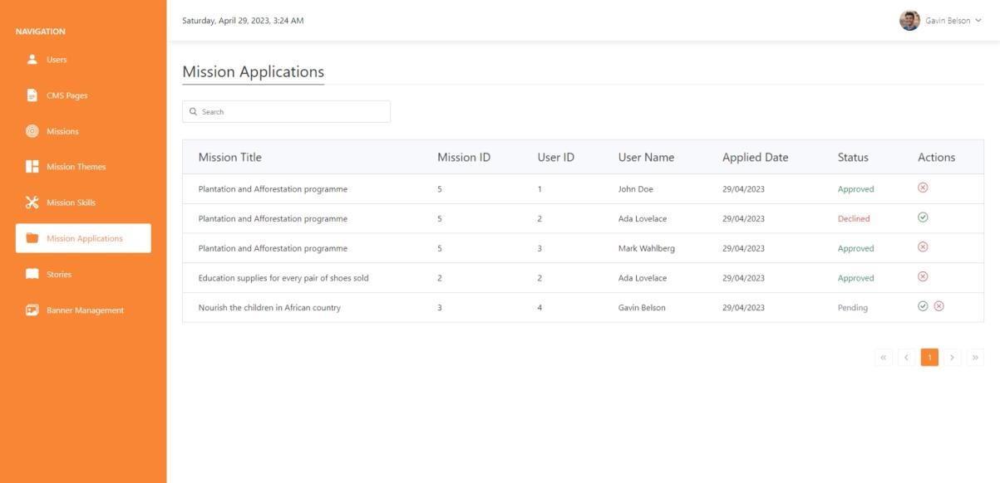 Saturday, April 29, 2023, 3:24 AM
Gavin Belson
NAVIGATION
Users
CMS Pages
Missions
Mission Themes
Mission Skills
Mission Applications
Stories
Banner Management
Mission Applications
Search
Mission Title Mission ID User ID User Name Applied Date Status Actions
Plantation and Afforestation programme 5 1 John Doe 29/04/2023 Approved
Plantation and Afforestation programme 5 2 Ada Lovelace 29/04/2023 Declined
Plantation and Afforestation programme 5 3 Mark Wahlberg 29/04/2023 Approved
Education supplies for every pair of shoes sold 2 2 Ada Lovelace 29/04/2023 Approved
Nourish the children in African country 3 4 Gavin Belson 29/04/2023 Pending
« ‹ 1 › »